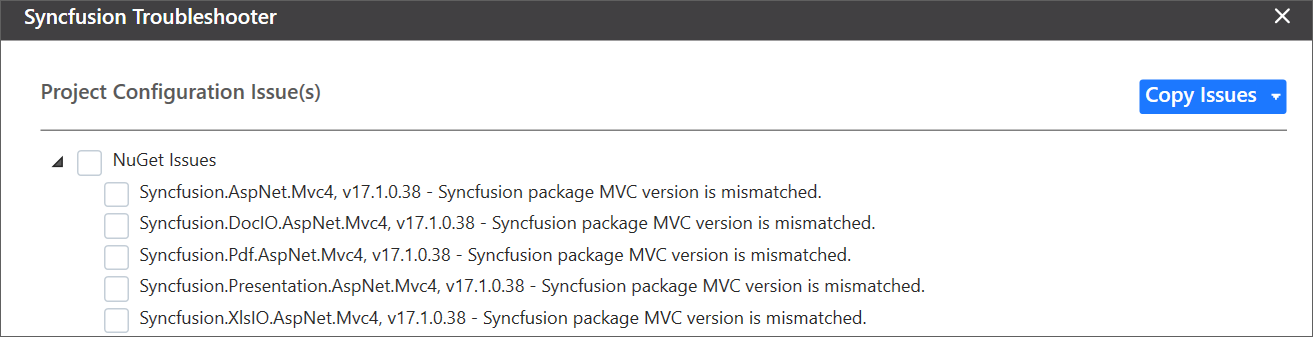 Syncfusion Troubleshooter
Project Configuration Issue(s)
Copy Issues
NuGet Issues
Syncfusion.AspNet.Mvc4, v17.1.0.38 - Syncfusion package MVC version is mismatched.
Syncfusion.DocIO.AspNet.Mvc4, v17.1.0.38 - Syncfusion package MVC version is mismatched.
Syncfusion.Pdf.AspNet.Mvc4, v17.1.0.38 - Syncfusion package MVC version is mismatched.
Syncfusion.Presentation.AspNet.Mvc4, v17.1.0.38 - Syncfusion package MVC version is mismatched.
Syncfusion.XlsIO.AspNet.Mvc4, v17.1.0.38 - Syncfusion package MVC version is mismatched.